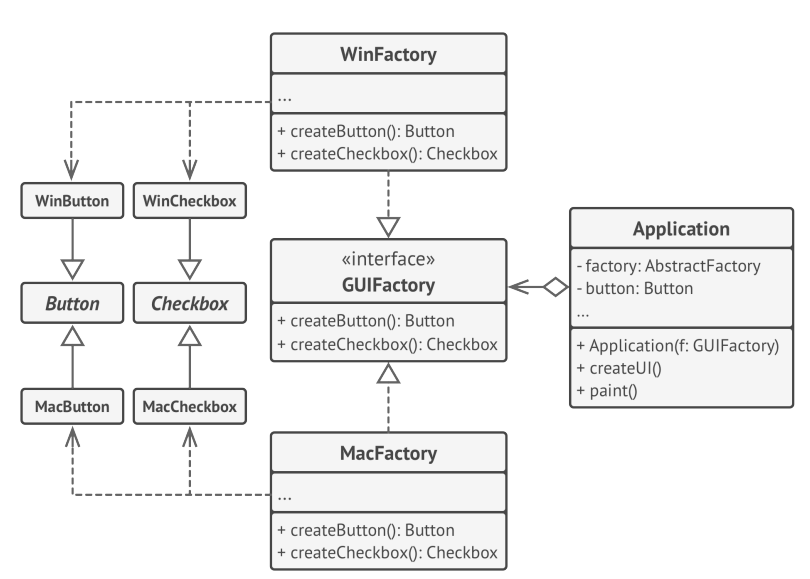 WinFactory
...
+ createButton(): Button
+ createCheckbox(): Checkbox
WinButton
WinCheckbox
Button
Checkbox
MacButton
MacCheckbox
«interface»
GUIFactory
+ createButton(): Button
+ createCheckbox(): Checkbox
Application
- factory: AbstractFactory
- button: Button
...
+ Application(f: GUIFactory)
+ createUI()
+ paint()
MacFactory
...
+ createButton(): Button
+ createCheckbox(): Checkbox